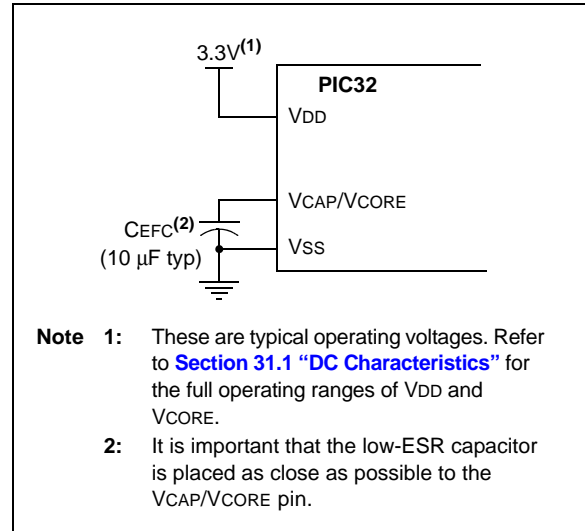 3.3V(1)
PIC32
VDD
VCAP/VCORE
CEFC(2)
(10 μF typ)
VSS
Note 1: These are typical operating voltages. Refer
to Section 31.1 “DC Characteristics” for
the full operating ranges of VDD and
VCORE.
2: It is important that the low-ESR capacitor
is placed as close as possible to the
VCAP/VCORE pin.